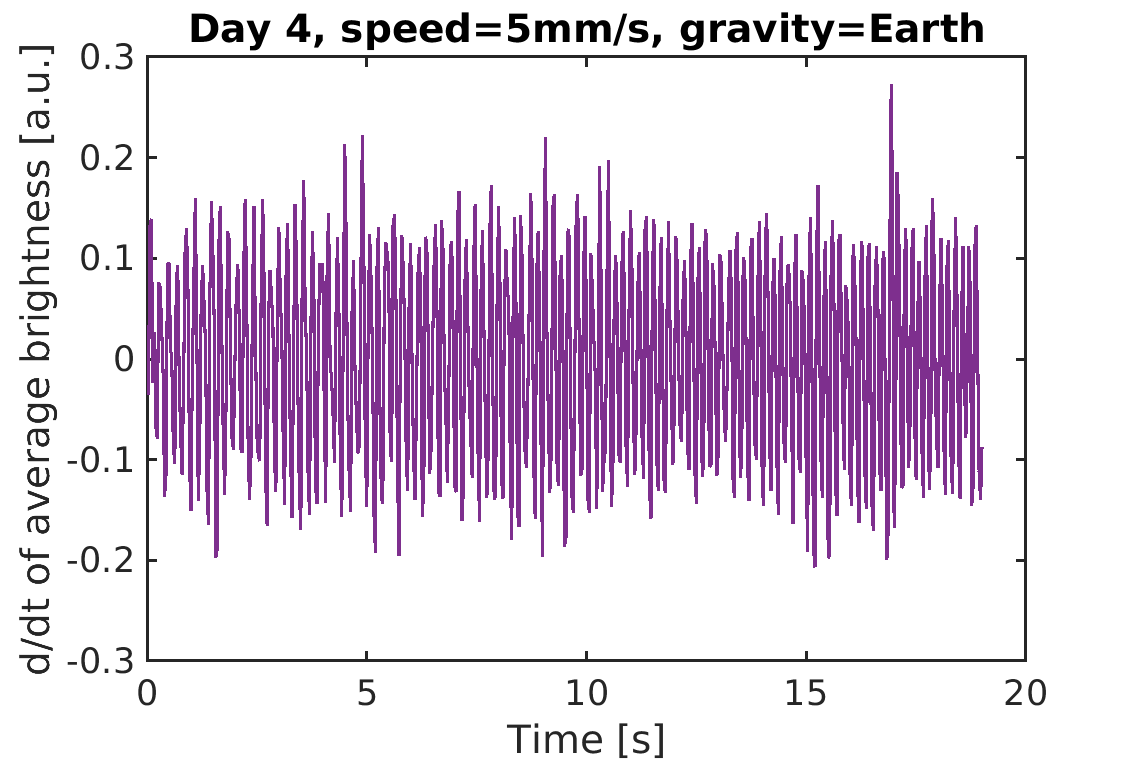 Day 4, speed=5mm/s, gravity=Earth
d/dt of average brightness [a.u.]
0.3
0.2
0.1
0
-0.1
-0.2
-0.3
0 5 10 15 20
Time [s]